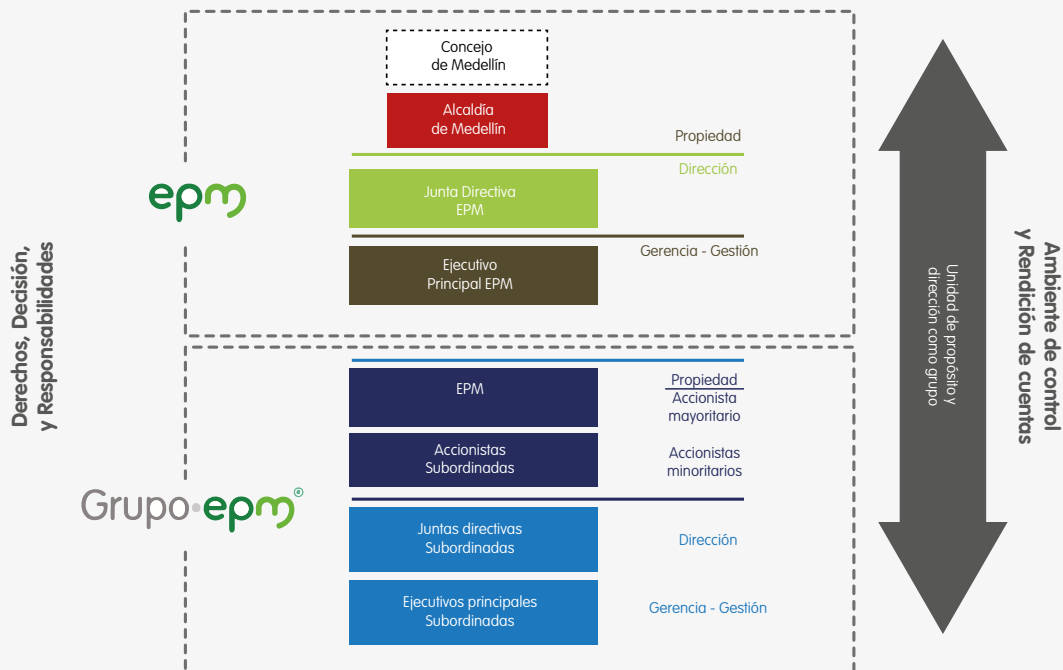 Concejo
de Medellín
Alcaldía
de Medellín
Propiedad
Dirección
epm
Junta Directiva
EPM
Gerencia - Gestión
Ejecutivo
Principal EPM
Derechos, Decisión,
y Responsabilidades
EPM
Propiedad
Accionista
mayoritario
Accionistas
Subordinadas
Accionistas
minoritarios
Grupo·epm®
Juntas directivas
Subordinadas
Dirección
Ejecutivos principales
Subordinadas
Gerencia - Gestión
Unidad de propósito y
dirección como grupo
Ambiente de control
y Rendición de cuentas